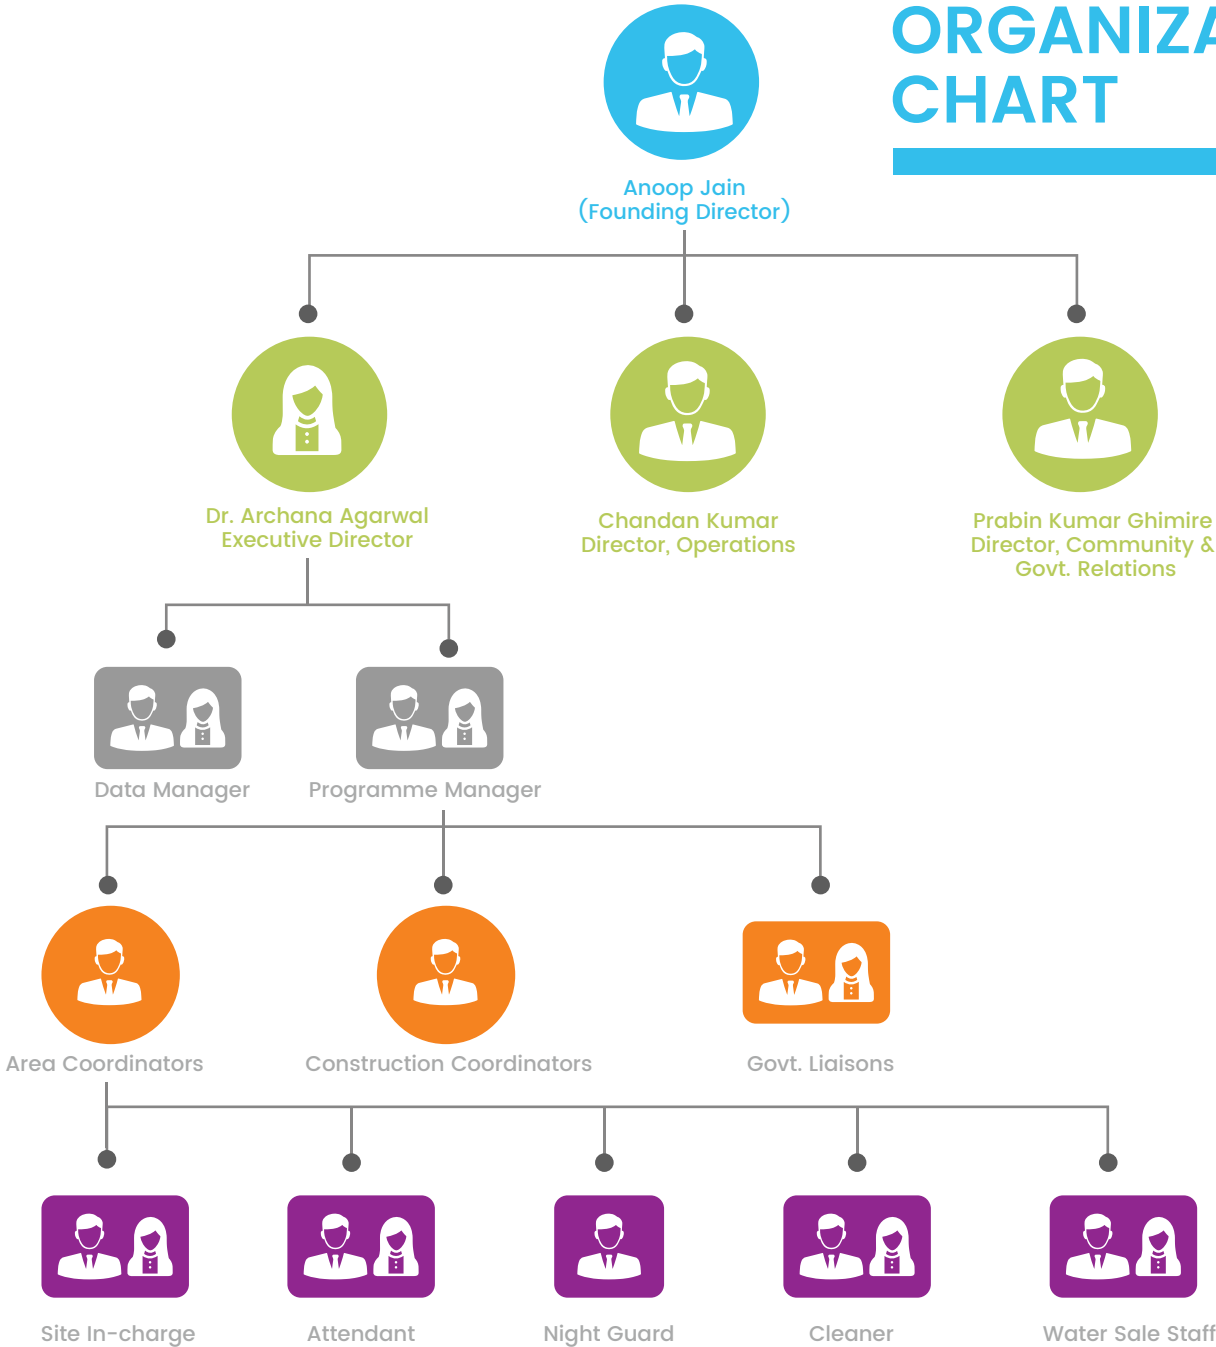 ORGANIZA
CHART
Anoop Jain
(Founding Director)
Dr. Archana Agarwal
Executive Director
Chandan Kumar
Director, Operations
Prabin Kumar Ghimire
Director, Community &
Govt. Relations
Data Manager
Programme Manager
Area Coordinators
Construction Coordinators
Govt. Liaisons
Site In-charge
Attendant
Night Guard
Cleaner
Water Sale Staff